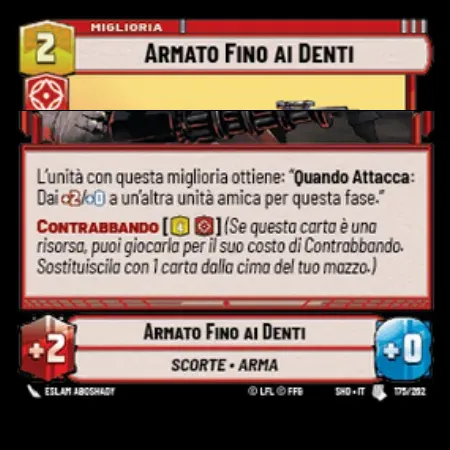 MIGLIORIA
2
ARMATO FINO AI DENTI
L'unità con questa miglioria ottiene: "Quando Attacca:
Dai +2/+0 a un'altra unità amica per questa fase."
CONTRABBANDO [4] (Se questa carta è una
risorsa, puoi giocarla per il suo costo di Contrabbando.
Sostituiscila con 1 carta dalla cima del tuo mazzo.)
+2
ARMATO FINO AI DENTI
+0
SCORTE • ARMA
ESLAM ABOSHADY
© LFL © FFG
SHD • IT
175/262